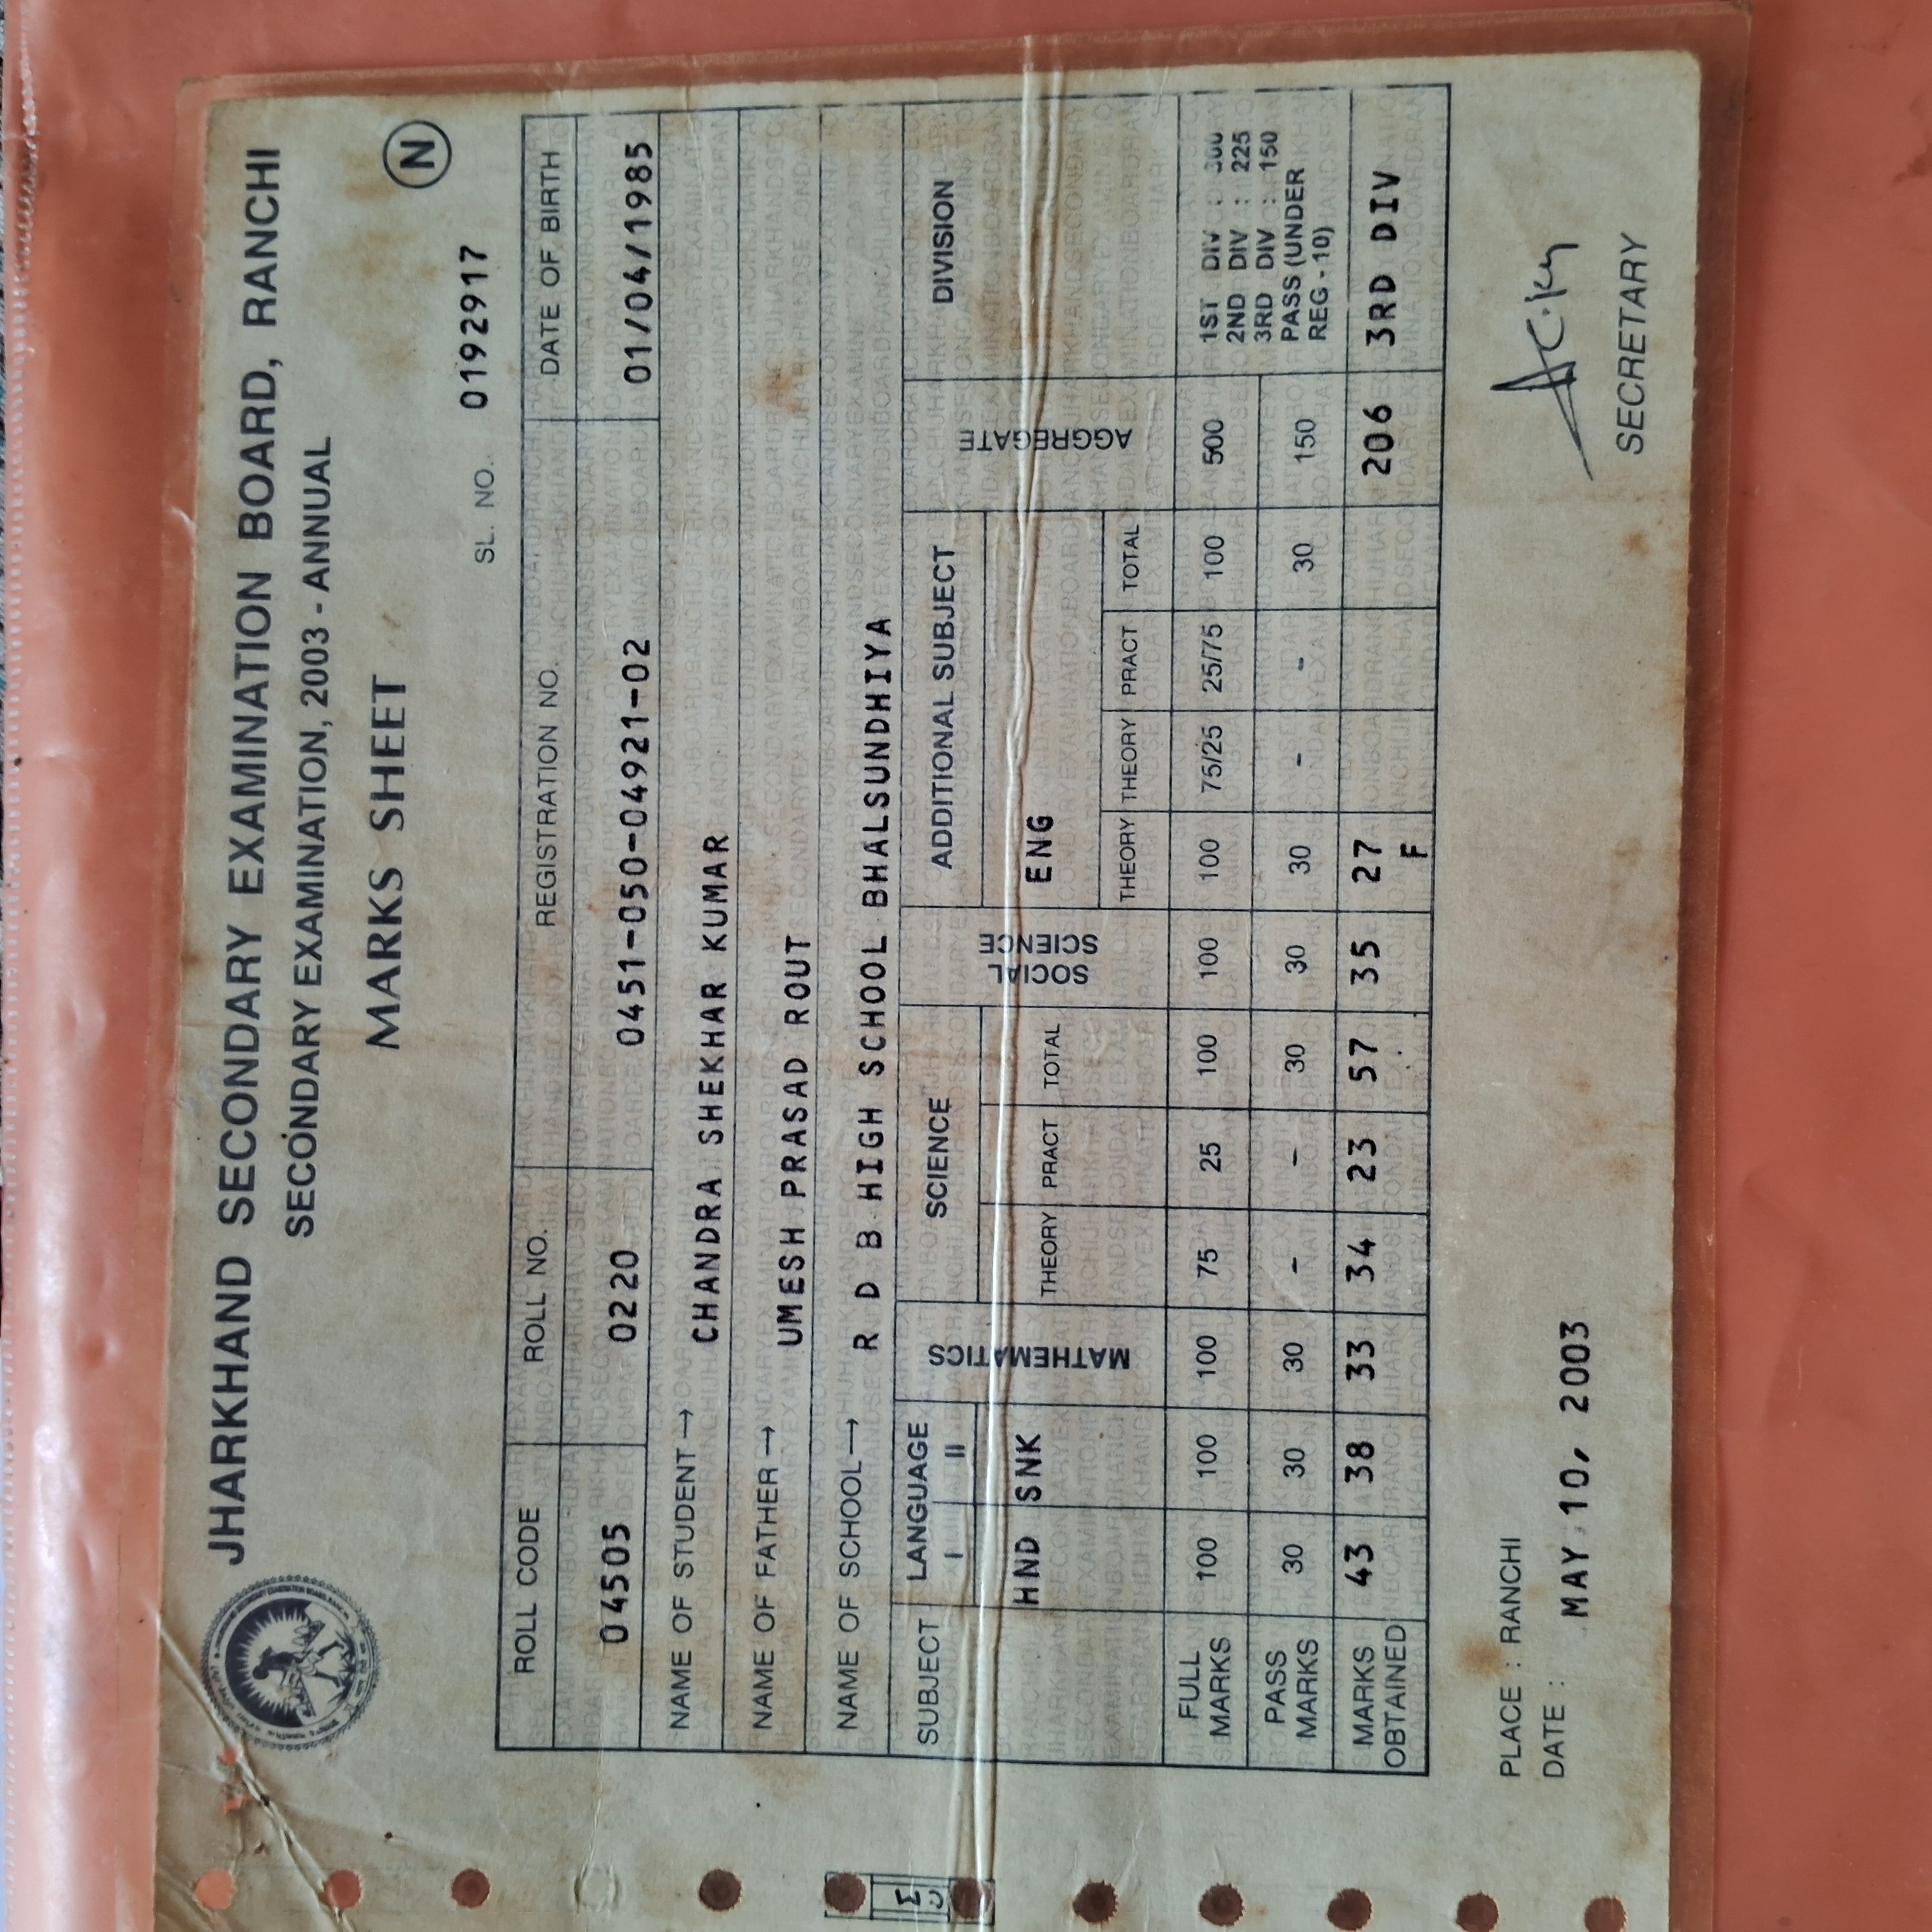 JHARKHAND SECONDARY EXAMINATION BOARD, RANCHI
SECONDARY EXAMINATION, 2003 - ANNUAL
MARKS SHEET
N
SL. NO. 0192917
ROLL CODE ROLL NO. REGISTRATION NO. DATE OF BIRTH
04505 0220 0451-050-04921-02 01/04/1985
NAME OF STUDENT → CHANDRA SHEKHAR KUMAR
NAME OF FATHER → UMESH PRASAD ROUT
NAME OF SCHOOL → R D B HIGH SCHOOL BHALSUNDHIYA
SUBJECT LANGUAGE MATHEMATICS SCIENCE SOCIAL SCIENCE ADDITIONAL SUBJECT AGGREGATE DIVISION
I II
HND SNK ENG
THEORY PRACT TOTAL THEORY THEORY PRACT TOTAL
FULL MARKS 100 100 100 75 25 100 100 100 75/25 25/75 100 500
PASS MARKS 30 30 30 - - 30 30 30 - - 30 150
1ST DIV : 300
2ND DIV : 225
3RD DIV : 150
PASS (UNDER
REG. - 10)
MARKS OBTAINED 43 38 33 34 23 57 35 27 206 3RD DIV
F
PLACE : RANCHI
DATE : MAY 10, 2003
SECRETARY